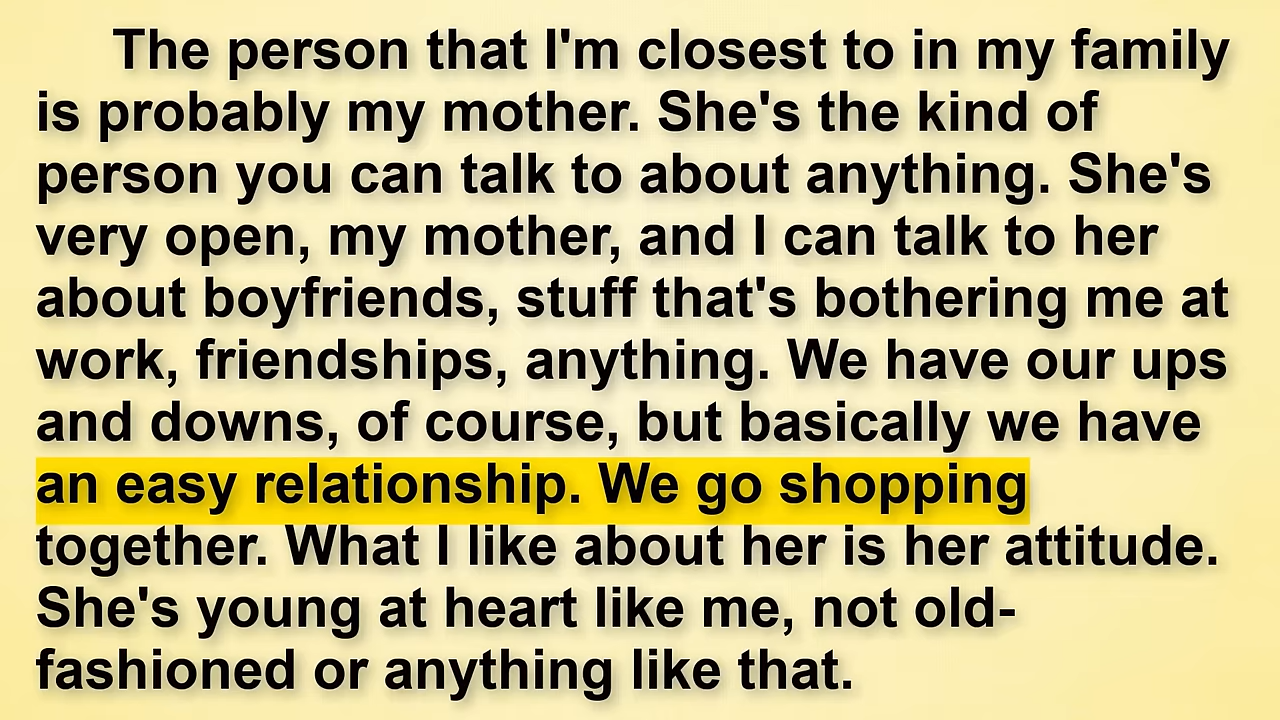 The person that I'm closest to in my family
is probably my mother. She's the kind of
person you can talk to about anything. She's
very open, my mother, and I can talk to her
about boyfriends, stuff that's bothering me at
work, friendships, anything. We have our ups
and downs, of course, but basically we have
an easy relationship. We go shopping
together. What I like about her is her attitude.
She's young at heart like me, not old-
fashioned or anything like that.